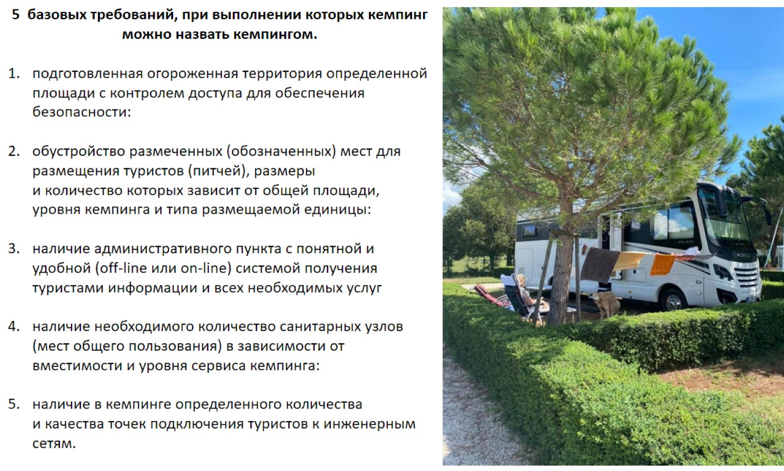 5 базовых требований, при выполнении которых кемпинг
можно назвать кемпингом.
1. подготовленная огороженная территория определенной
площади с контролем доступа для обеспечения
безопасности:
2. обустройство размеченных (обозначенных) мест для
размещения туристов (питчей), размеры
и количество которых зависит от общей площади,
уровня кемпинга и типа размещаемой единицы:
3. наличие административного пункта с понятной и
удобной (off-line или on-line) системой получения
туристами информации и всех необходимых услуг
4. наличие необходимого количество санитарных узлов
(мест общего пользования) в зависимости от
вместимости и уровня сервиса кемпинга:
5. наличие в кемпинге определенного количества
и качества точек подключения туристов к инженерным
сетям.